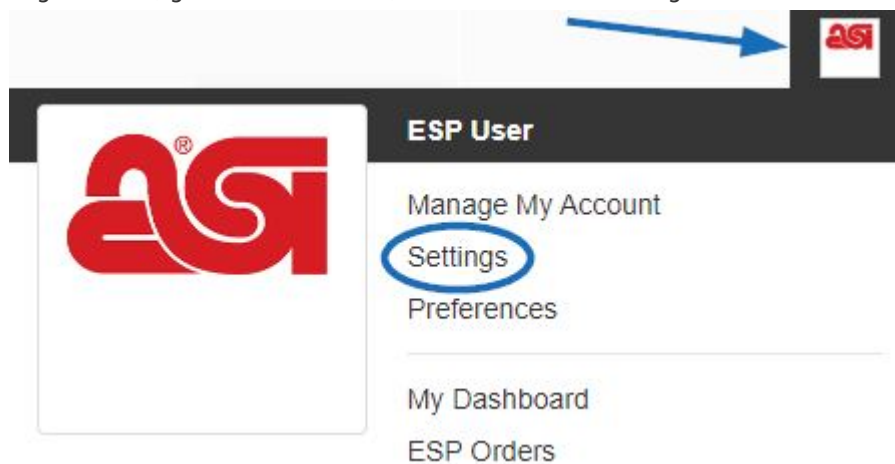 asi
ESP User
asi®
Manage My Account
Settings
Preferences
My Dashboard
ESP Orders